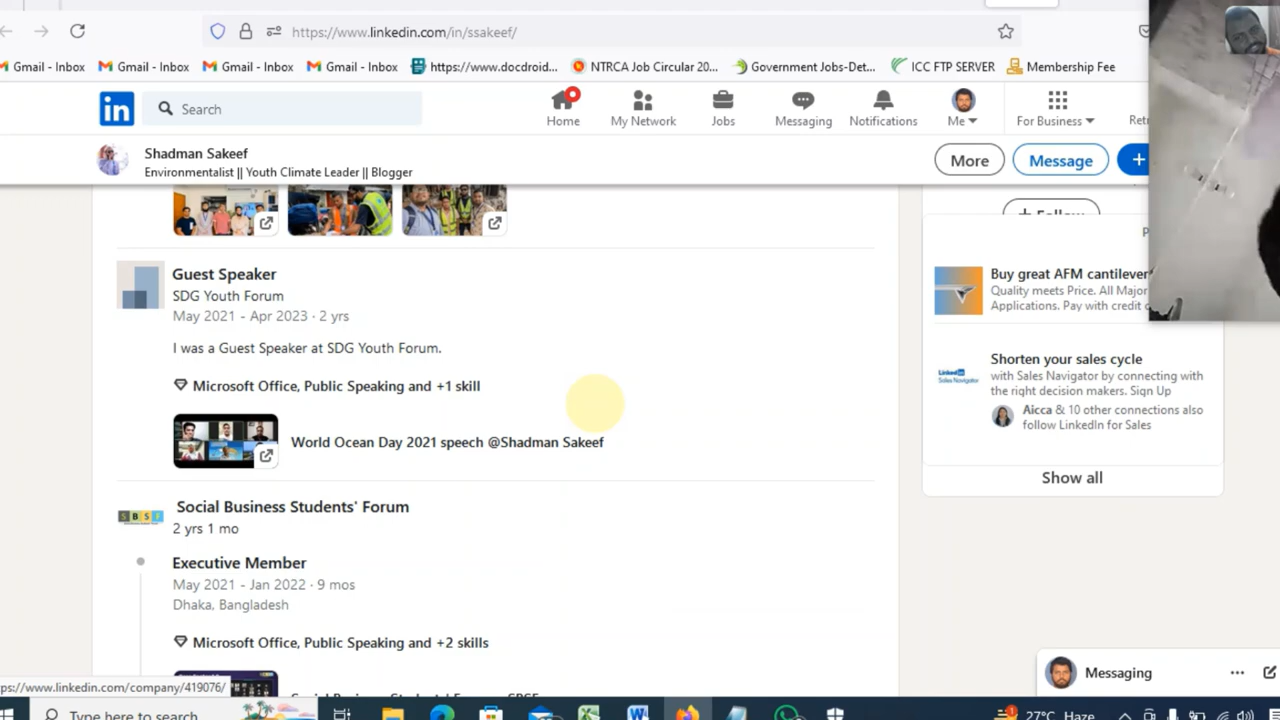 https://www.linkedin.com/in/ssakeef/
Gmail - Inbox
Gmail - Inbox
Gmail - Inbox
Gmail - Inbox
https://www.docdroid...
NTRCA Job Circular 20...
Government Jobs-Det...
ICC FTP SERVER
Membership Fee
in
Search
Home
My Network
Jobs
Messaging
Notifications
Me
For Business
Shadman Sakeef
Environmentalist || Youth Climate Leader || Blogger
More
Message
+
+ Follow
Guest Speaker
SDG Youth Forum
May 2021 - Apr 2023 · 2 yrs
I was a Guest Speaker at SDG Youth Forum.
Microsoft Office, Public Speaking and +1 skill
World Ocean Day 2021 speech @Shadman Sakeef
SBSF
Social Business Students' Forum
2 yrs 1 mo
Executive Member
May 2021 - Jan 2022 · 9 mos
Dhaka, Bangladesh
Microsoft Office, Public Speaking and +2 skills
Buy great AFM cantilever
Quality meets Price. All Major
Applications. Pay with credit
Linked in
Sales Navigator
Shorten your sales cycle
with Sales Navigator by connecting with
the right decision makers. Sign Up
Aicca & 10 other connections also
follow LinkedIn for Sales
Show all
Messaging
ps://www.linkedin.com/company/419076/
Type here to search
27°C Haze